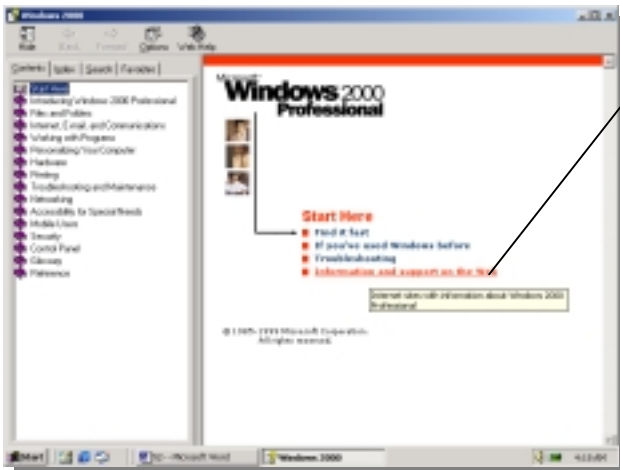 Windows 2000
Hide Back Forward Options Web Help
Contents Index Search Favorites
Start Here
Introducing Windows 2000 Professional
Files and Folders
Internet, E-mail, and Communications
Working with Programs
Personalizing Your Computer
Hardware
Printing
Troubleshooting and Maintenance
Networking
Accessibility for Special Needs
Mobile Users
Security
Control Panel
Glossary
Reference
Microsoft
Windows 2000
Professional
Start Here
Find it fast
If you've used Windows before
Troubleshooting
Information and support on the Web
Internet sites with information about Windows 2000
Professional
© 1985-1999 Microsoft Corporation.
All rights reserved.
Start
Microsoft Word
Windows 2000